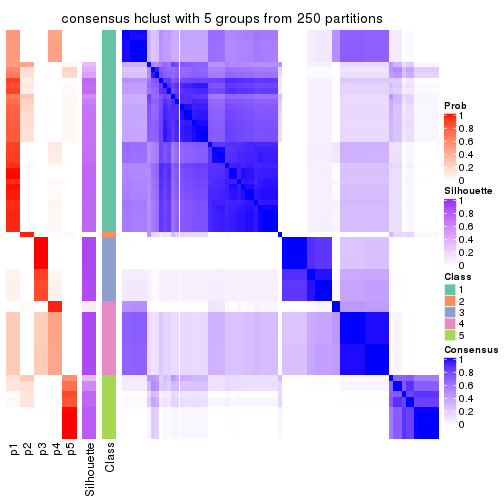 consensus hclust with 5 groups from 250 partitions
Prob
1
0.8
0.6
0.4
0.2
0
Silhouette
1
0.8
0.6
0.4
0.2
0
Class
1
2
3
4
5
Consensus
1
0.8
0.6
0.4
0.2
0
p1
p2
p3
p4
p5
Silhouette
Class